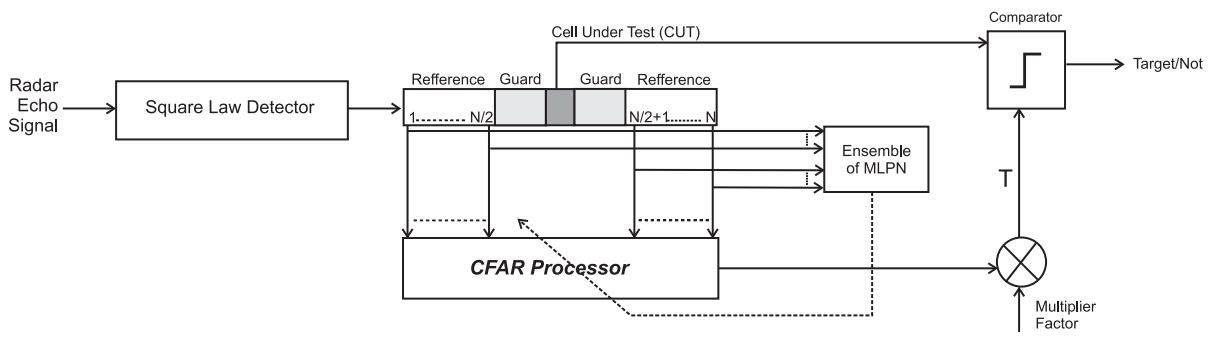 Comparator
Cell Under Test (CUT)
Target/Not
Refference Guard Guard Refference
Radar
Echo
Signal
Square Law Detector
1.......... N/2 N/2+1......... N
Ensemble
of MLPN
T
CFAR Processor
Multiplier
Factor